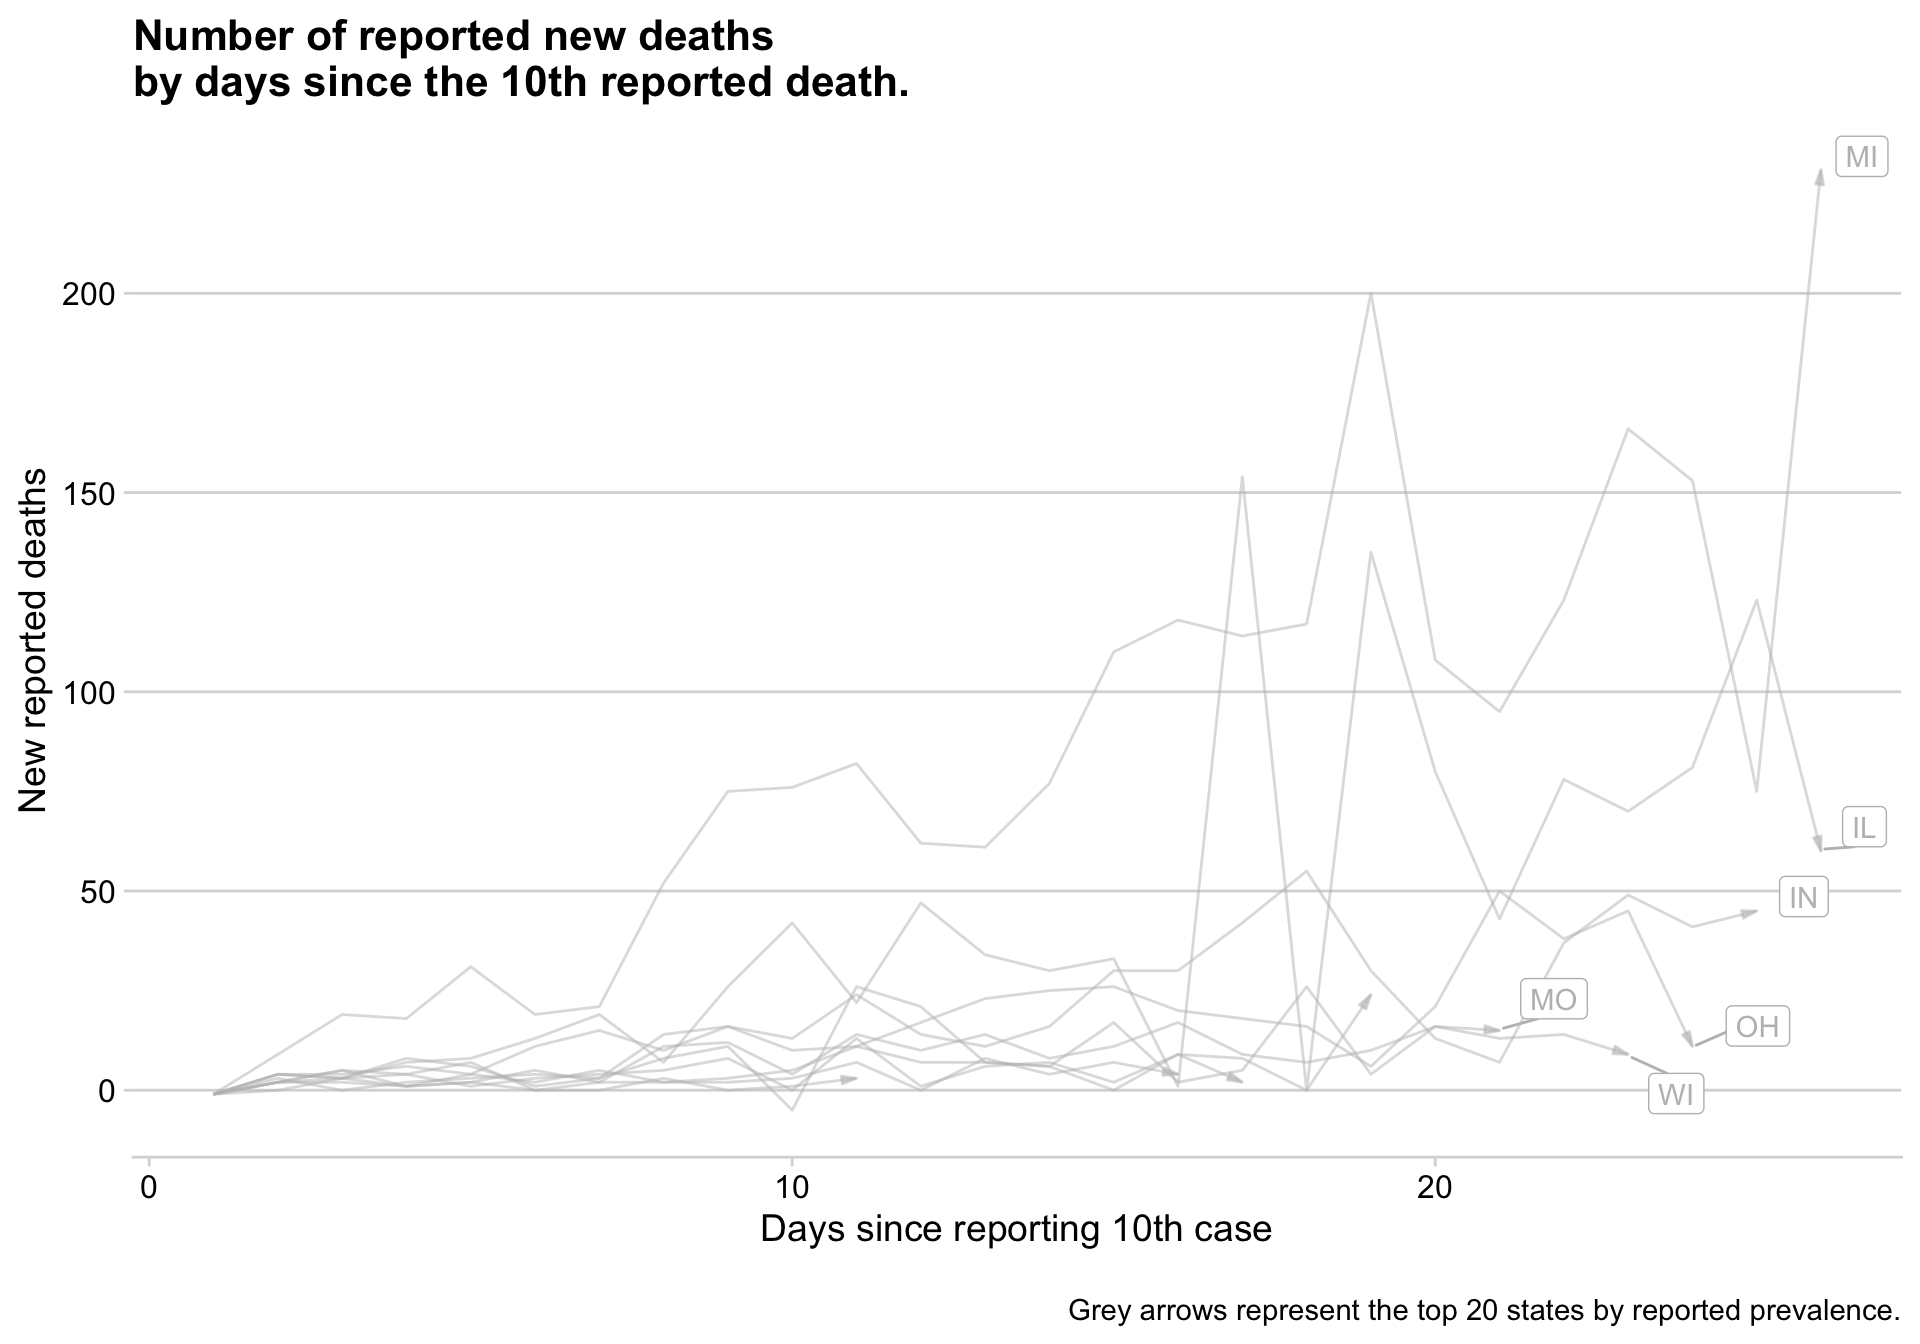 Number of reported new deaths
by days since the 10th reported death.
MI
200
150
New reported deaths
100
IL
50
IN
MO
OH
0
WI
0 10 20
Days since reporting 10th case
Grey arrows represent the top 20 states by reported prevalence.